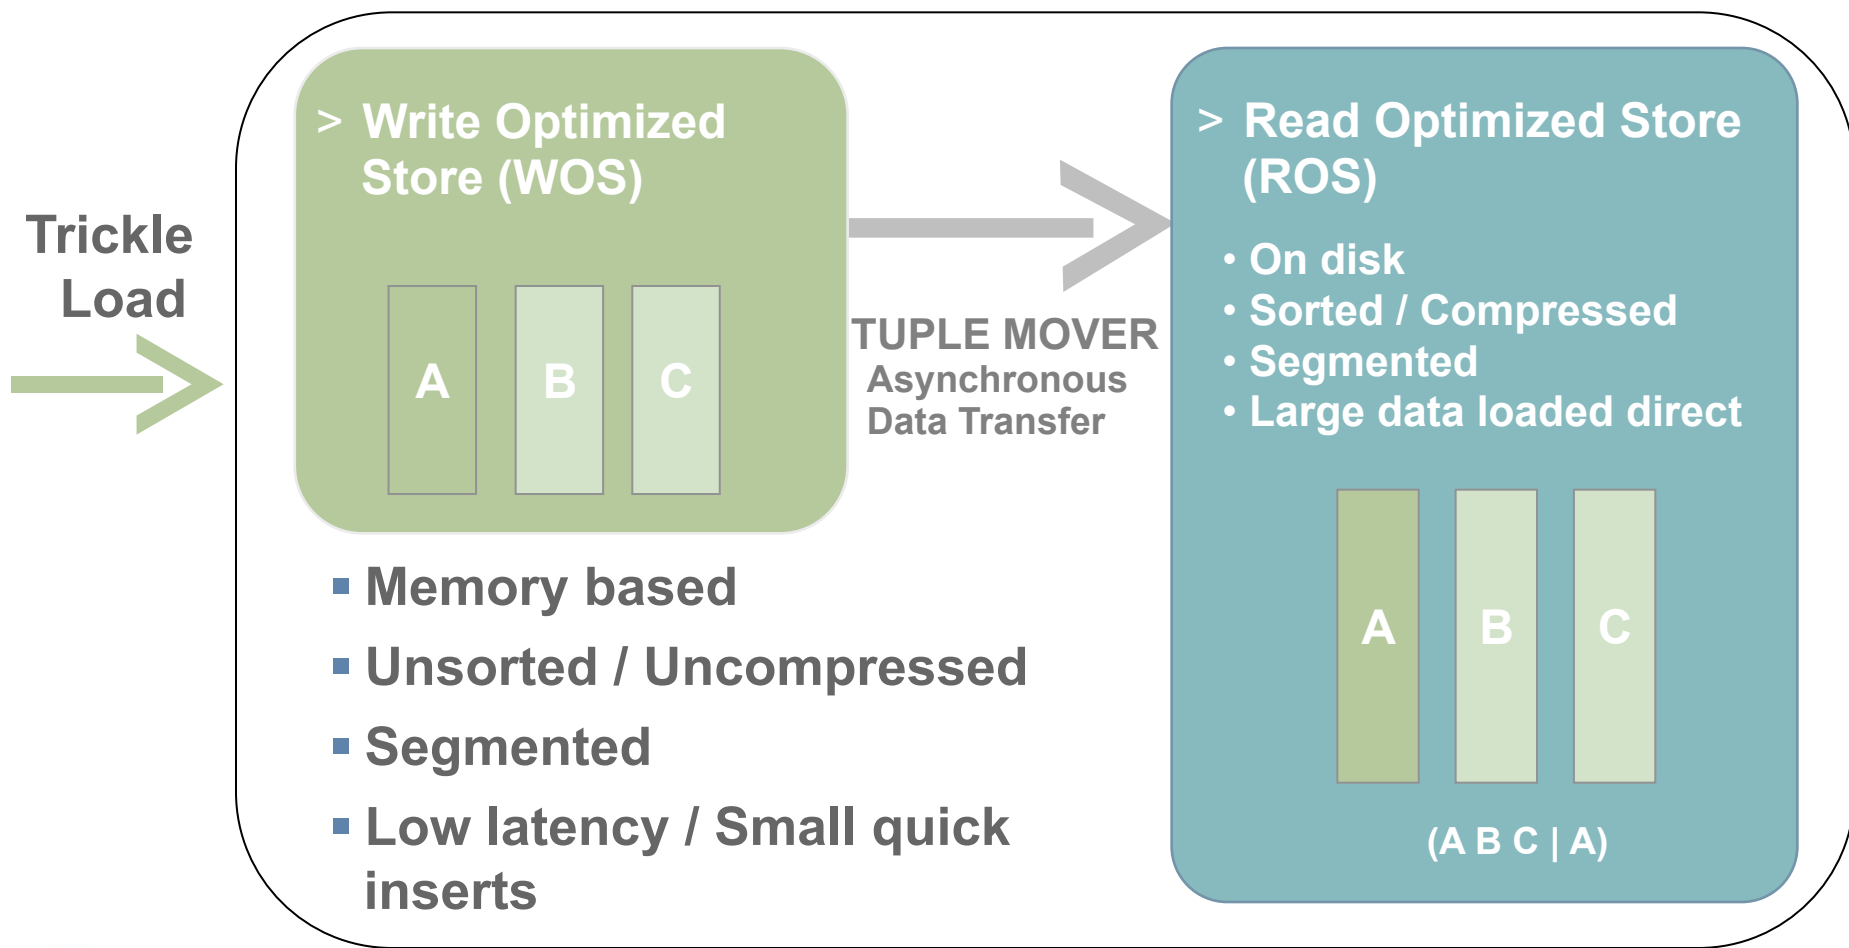 Trickle
Load
> Write Optimized
Store (WOS)
A B C
▪ Memory based
▪ Unsorted / Uncompressed
▪ Segmented
▪ Low latency / Small quick
inserts
TUPLE MOVER
Asynchronous
Data Transfer
> Read Optimized Store
(ROS)
• On disk
• Sorted / Compressed
• Segmented
• Large data loaded direct
A B C
(A B C | A)